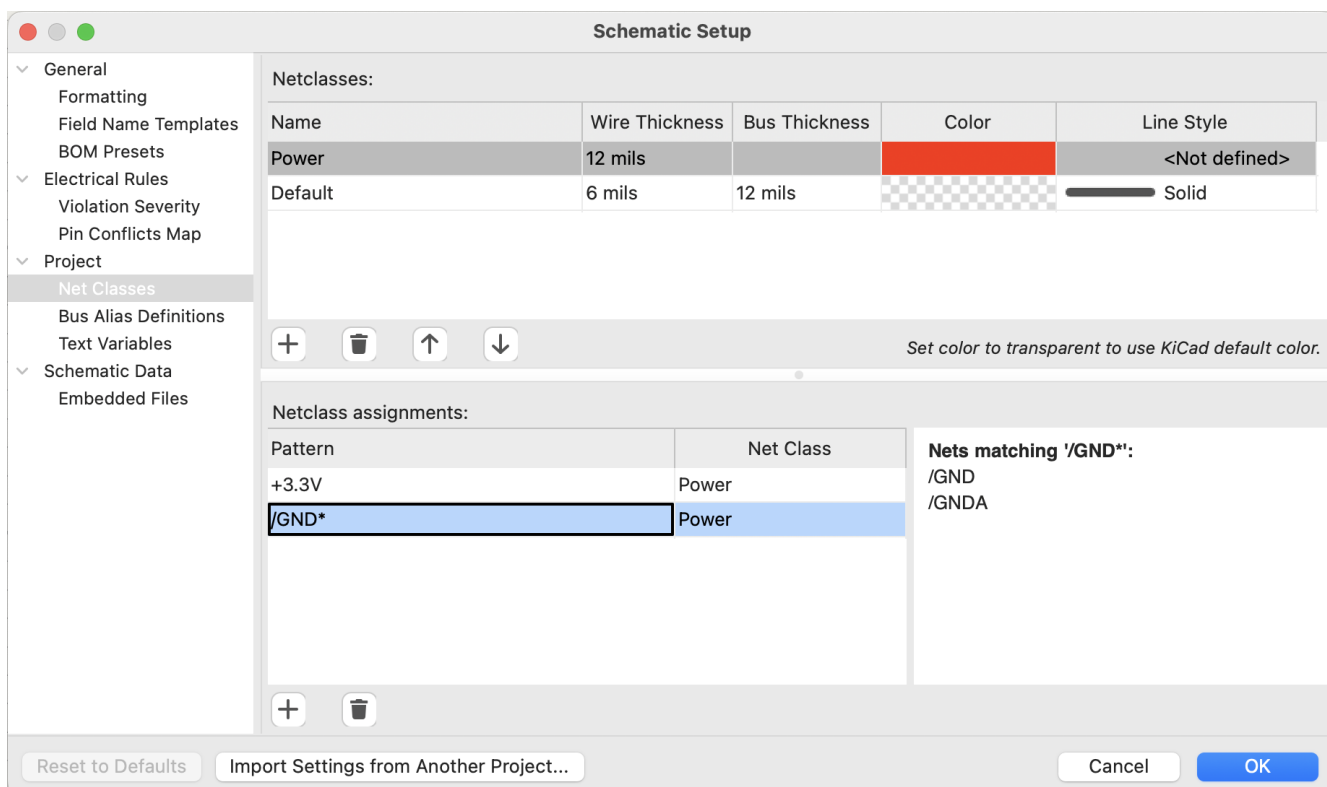 Schematic Setup
General
Formatting
Field Name Templates
BOM Presets
Electrical Rules
Violation Severity
Pin Conflicts Map
Project
Net Classes
Bus Alias Definitions
Text Variables
Schematic Data
Embedded Files
Netclasses:
Name Wire Thickness Bus Thickness Color Line Style
Power 12 mils <Not defined>
Default 6 mils 12 mils Solid
Set color to transparent to use KiCad default color.
Netclass assignments:
Pattern Net Class
+3.3V Power
/GND* Power
Nets matching '/GND*':
/GND
/GNDA
Reset to Defaults Import Settings from Another Project... Cancel OK